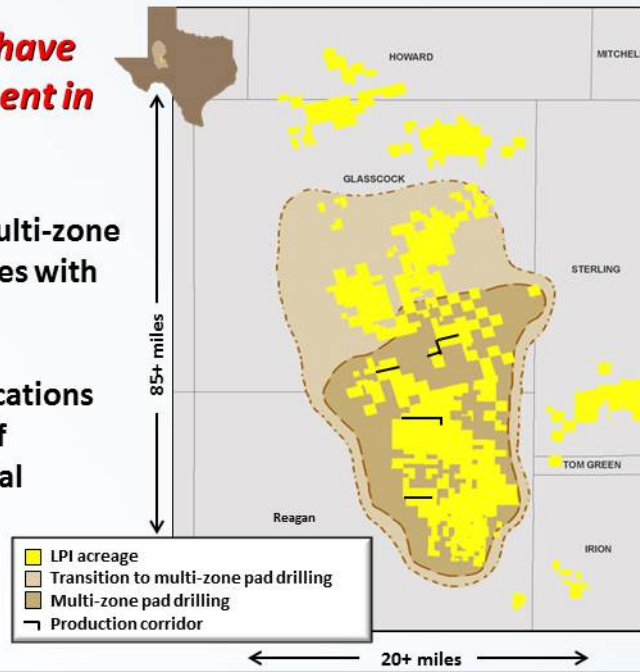 have
ent in
ulti-zone
es with
cations
f
al
85+ miles
HOWARD
MITCHEL
GLASSCOCK
STERLING
TOM GREEN
Reagan
IRION
LPI acreage
Transition to multi-zone pad drilling
Multi-zone pad drilling
Production corridor
20+ miles